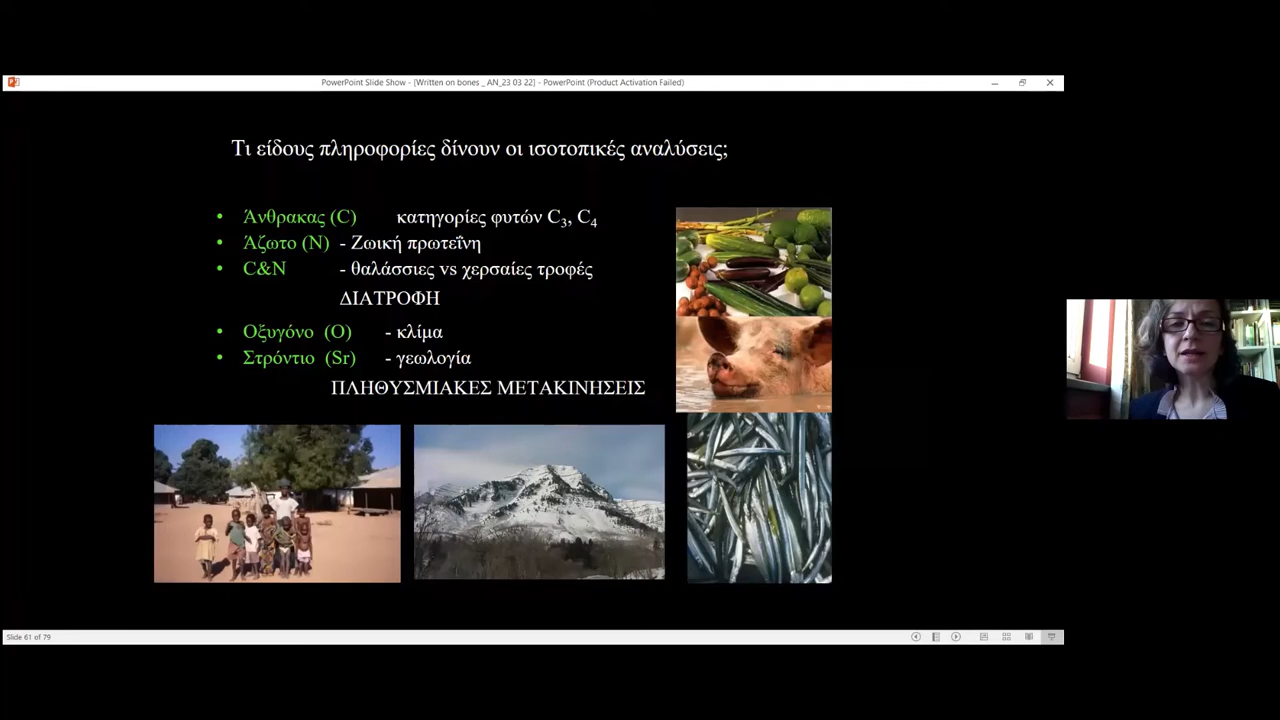 PowerPoint Slide Show - [Written on bones _ AN_23 03 22] - PowerPoint (Product Activation Failed)
Τι είδους πληροφορίες δίνουν οι ισοτοπικές αναλύσεις;
• Άνθρακας (C) κατηγορίες φυτών C3, C4
• Άζωτο (Ν) - Ζωική πρωτεΐνη
• C&N - θαλάσσιες vs χερσαίες τροφές
ΔΙΑΤΡΟΦΗ
• Οξυγόνο (Ο) - κλίμα
• Στρόντιο (Sr) - γεωλογία
ΠΛΗΘΥΣΜΙΑΚΕΣ ΜΕΤΑΚΙΝΗΣΕΙΣ
Slide 61 of 79